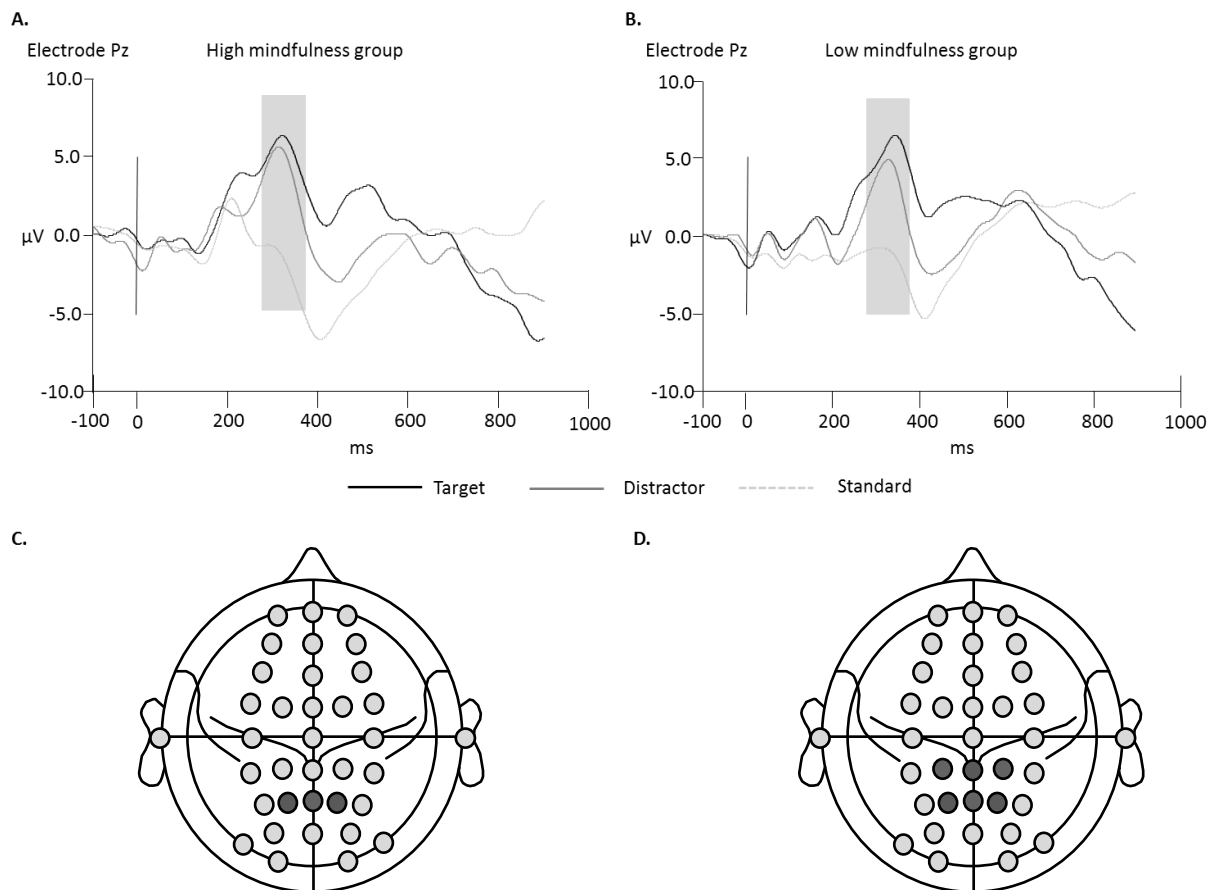 A.
Electrode Pz High mindfulness group
10.0
5.0
μV 0.0
-5.0
-10.0
-100 0 200 400 600 800 1000
ms
B.
Electrode Pz Low mindfulness group
10.0
5.0
μV 0.0
-5.0
-10.0
-100 0 200 400 600 800 1000
ms
Target Distractor Standard
C.
D.